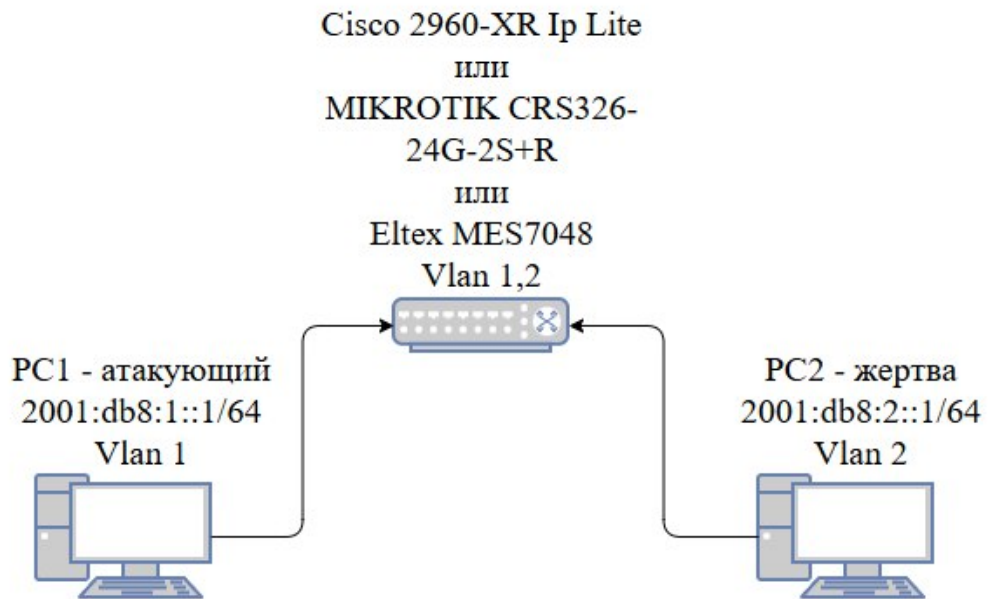 Cisco 2960-XR Ip Lite
или
MIKROTIK CRS326-
24G-2S+R
или
Eltex MES7048
Vlan 1,2
PC1 - атакующий
2001:db8:1::1/64
Vlan 1
PC2 - жертва
2001:db8:2::1/64
Vlan 2